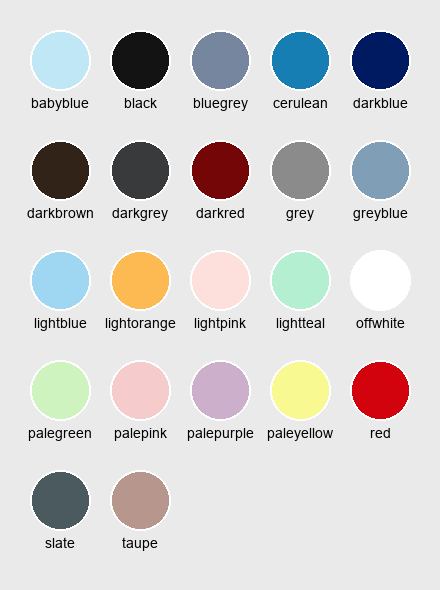 babyblue black bluegrey cerulean darkblue
darkbrown darkgrey darkred grey greyblue
lightblue lightorange lightpink lightteal offwhite
palegreen palepink palepurple paleyellow red
slate taupe